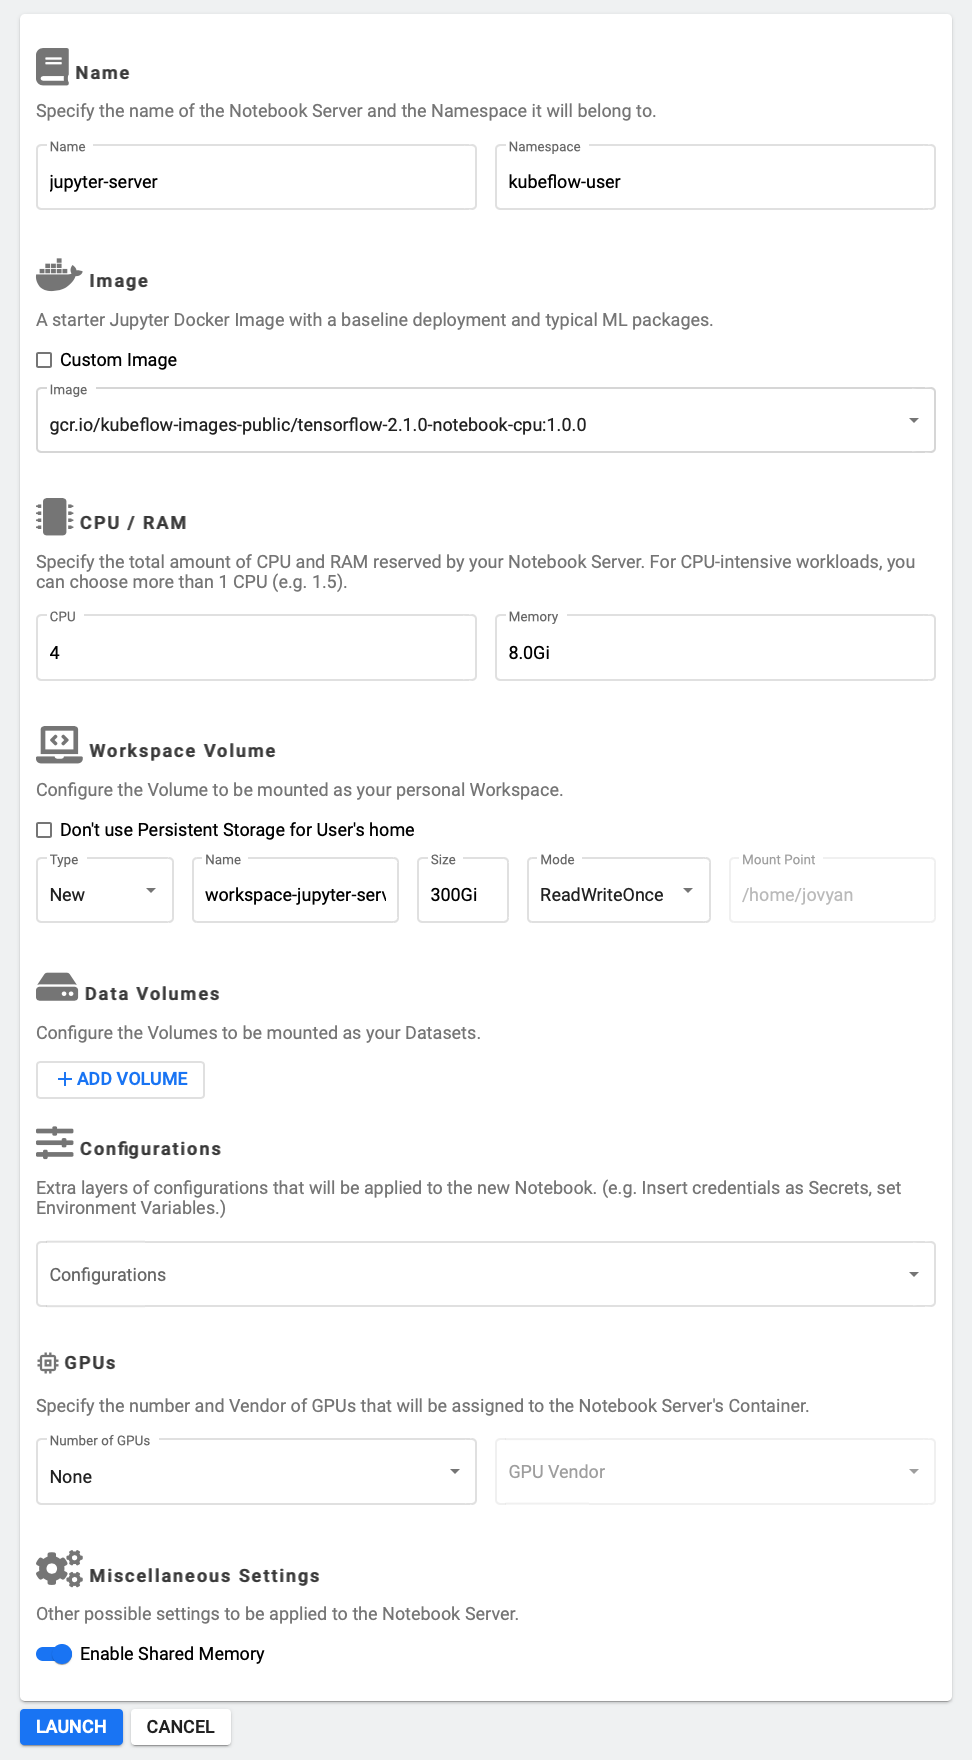 Name
Specify the name of the Notebook Server and the Namespace it will belong to.
Name
Namespace
jupyter-server
kubeflow-user
Image
A starter Jupyter Docker Image with a baseline deployment and typical ML packages.
Custom Image
Image
gcr.io/kubeflow-images-public/tensorflow-2.1.0-notebook-cpu:1.0.0
CPU / RAM
Specify the total amount of CPU and RAM reserved by your Notebook Server. For CPU-intensive workloads, you
can choose more than 1 CPU (e.g. 1.5).
CPU
Memory
4
8.0Gi
Workspace Volume
Configure the Volume to be mounted as your personal Workspace.
Don't use Persistent Storage for User's home
Type
Name
Size
Mode
Mount Point
New
workspace-jupyter-serv
300Gi
ReadWriteOnce
/home/jovyan
Data Volumes
Configure the Volumes to be mounted as your Datasets.
+ ADD VOLUME
Configurations
Extra layers of configurations that will be applied to the new Notebook. (e.g. Insert credentials as Secrets, set
Environment Variables.)
Configurations
GPUs
Specify the number and Vendor of GPUs that will be assigned to the Notebook Server's Container.
Number of GPUs
None
GPU Vendor
Miscellaneous Settings
Other possible settings to be applied to the Notebook Server.
Enable Shared Memory
LAUNCH
CANCEL